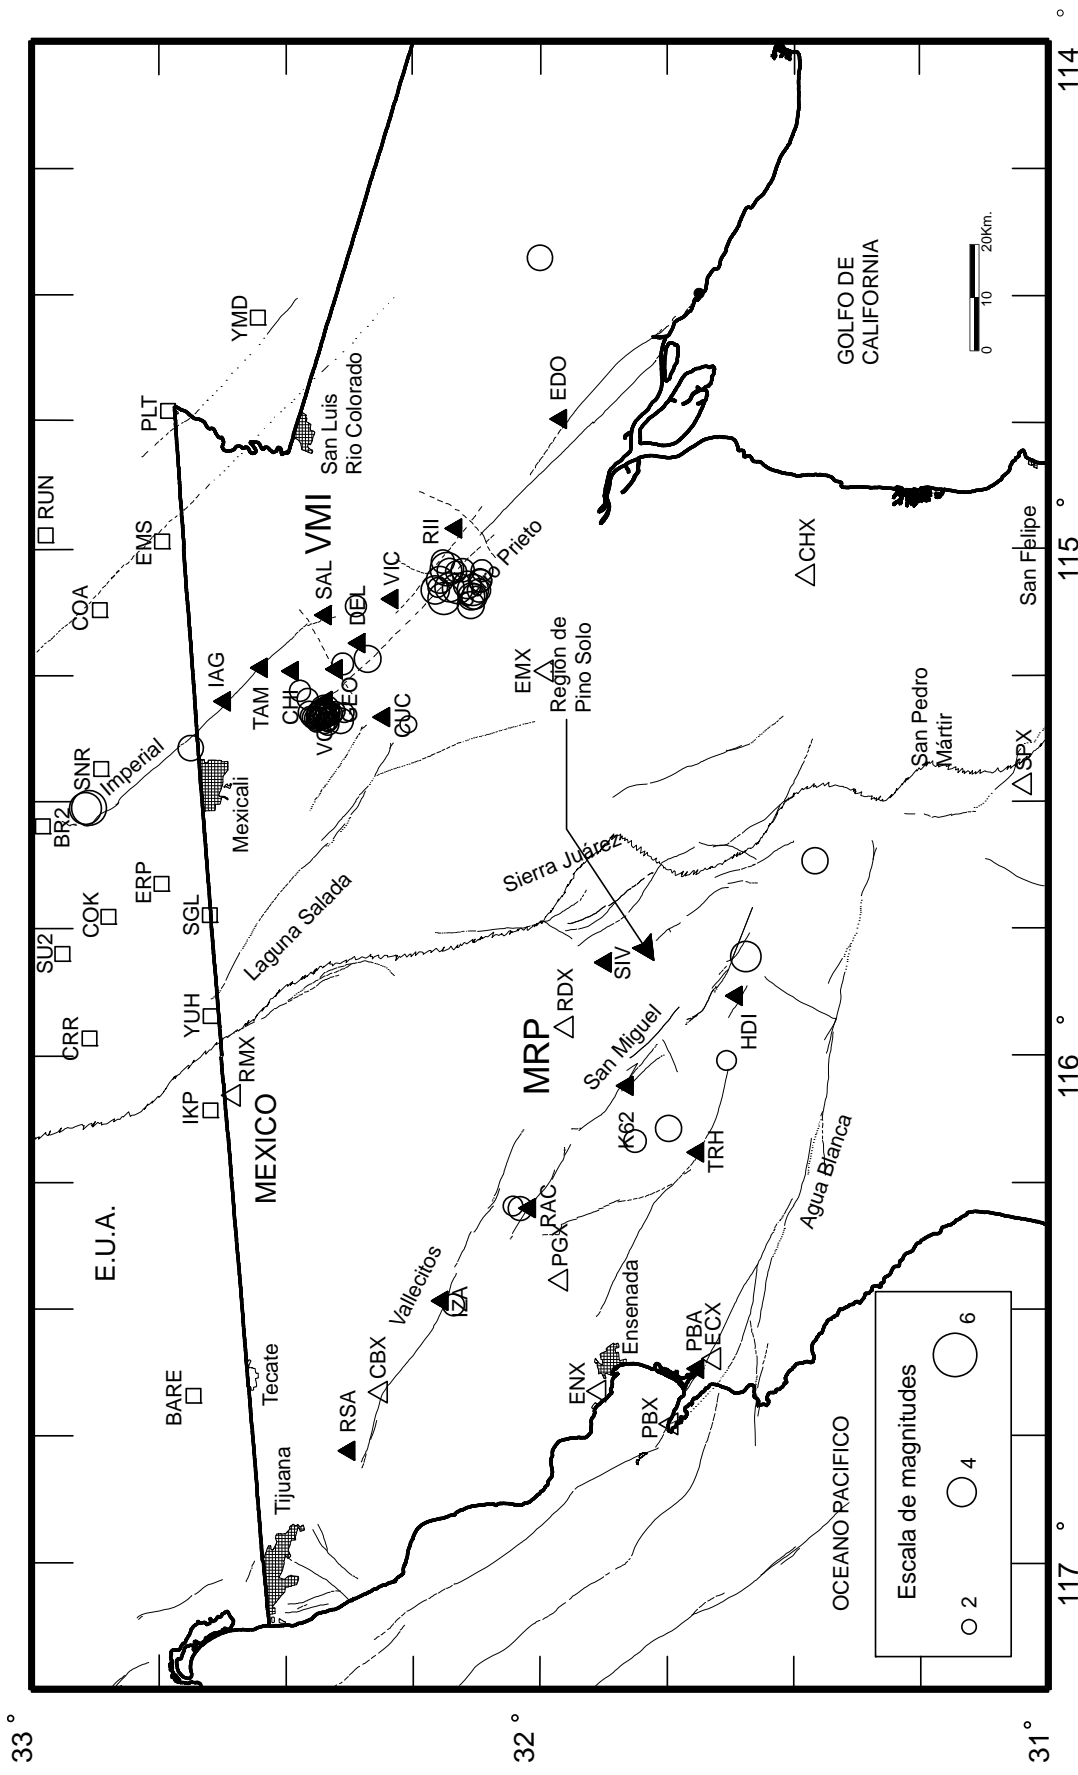 33°
32°
31°
117°
116°
115°
114°
E.U.A.
MEXICO
BARE
IKP
CRR
YUH
SU2
COK
SGL
ERP
BR2
SNR
Imperial
COA
EMS
RUN
PLT
YMD
Tijuana
Tecate
RMX
Laguna Salada
Mexicali
IAG
TAM
CHI
SAL
VMI
San Luis
Rio Colorado
DEL
VIC
RII
CUC
Prieto
EDO
RSA
CBX
Vallecitos
IZA
RAC
PGX
MRP
RDX
SIV
Sierra Juárez
Región de
Pino Solo
EMX
CHX
San Miguel
K62
TRH
HDI
Agua Blanca
ENX
Ensenada
PBX
PBA
ECX
San Pedro
Mártir
SPX
San Felipe
GOLFO DE
CALIFORNIA
0 10 20Km.
OCEANO PACIFICO
Escala de magnitudes
2 4 6